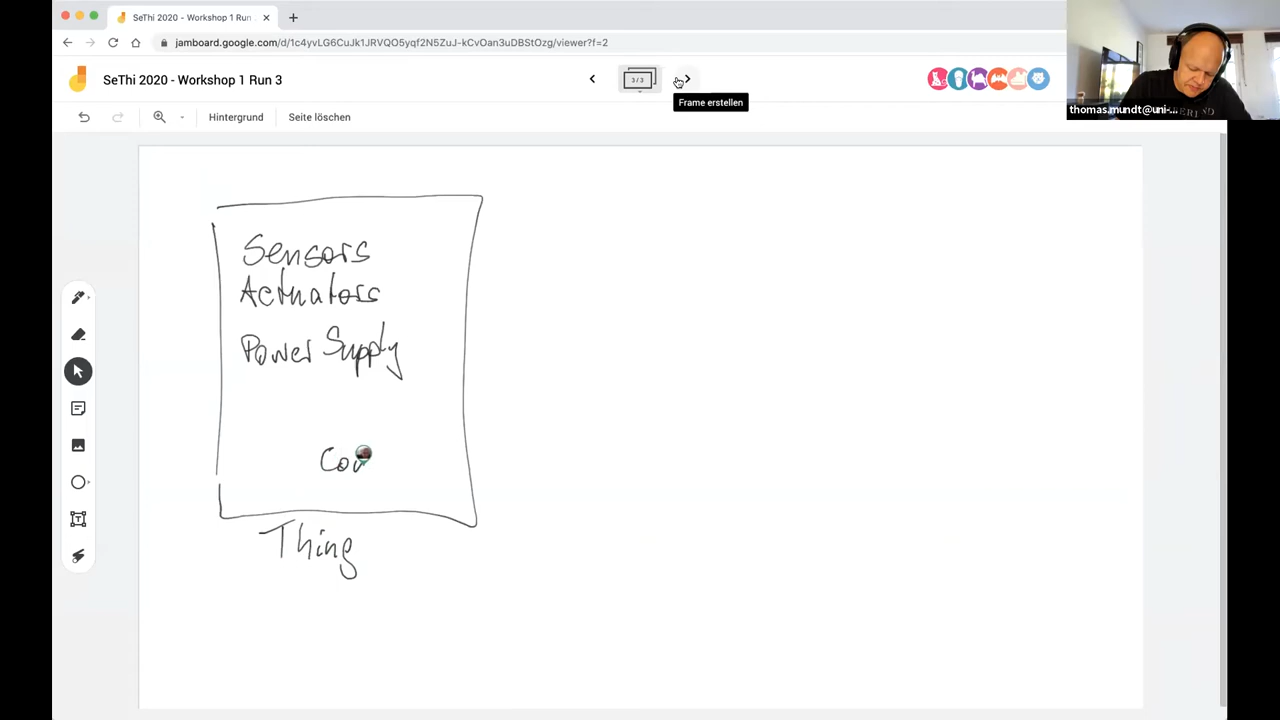 SeThi 2020 - Workshop 1 Run
jamboard.google.com/d/1c4yvLG6CuJk1JRVQO5yqf2N5ZuJ-kCvOan3uDBStOzg/viewer?f=2
SeThi 2020 - Workshop 1 Run 3
3 / 3
Frame erstellen
thomas.mundt@uni-...
Hintergrund
Seite löschen
Sensors
Actuators
Power Supply
Thing